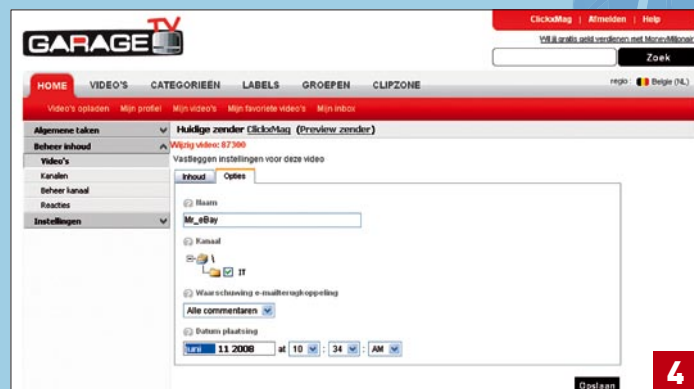 GARAGE TV
ClickxMag | Afmelden | Help
Wil jij gratis geld verdienen met MoneyMiljonair
Zoek
HOME VIDEO'S CATEGORIEËN LABELS GROEPEN CLIPZONE
regio : Belgie (NL)
Video's opladen Mijn profiel Mijn video's Mijn favoriete video's Mijn inbox
Algemene taken
Beheer inhoud
Video's
Kanalen
Beheer kanaal
Reacties
Instellingen
Huidige zender ClickxMag (Preview zender)
Wijzig video: 87300
Vastleggen instellingen voor deze video
Inhoud Opties
Naam
Mr_eBay
Kanaal
\
IT
Waarschuwing e-mailterugkoppeling
Alle commentaren
Datum plaatsing
juni 11 2008 at 10 : 34 : AM
Opslaan
4